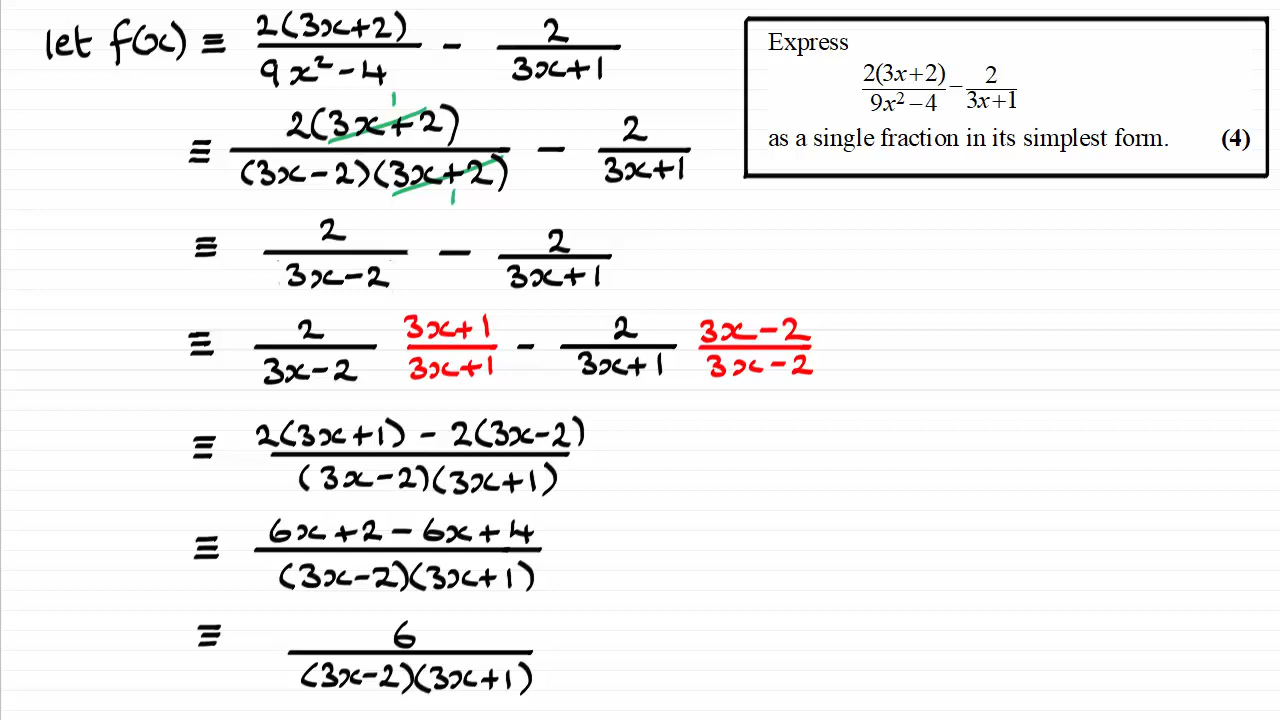 let f(x) ≡ 2(3x+2)/(9x² − 4) − 2/(3x+1)
≡ 2(3x+2)/((3x−2)(3x+2)) − 2/(3x+1)
1
1
≡ 2/(3x−2) − 2/(3x+1)
≡ 2/(3x−2) (3x+1)/(3x+1) − 2/(3x+1) (3x−2)/(3x−2)
≡ (2(3x+1) − 2(3x−2))/((3x−2)(3x+1))
≡ (6x+2−6x+4)/((3x−2)(3x+1))
≡ 6/((3x−2)(3x+1))
Express
2(3x+2)/(9x²−4) − 2/(3x+1)
as a single fraction in its simplest form. (4)